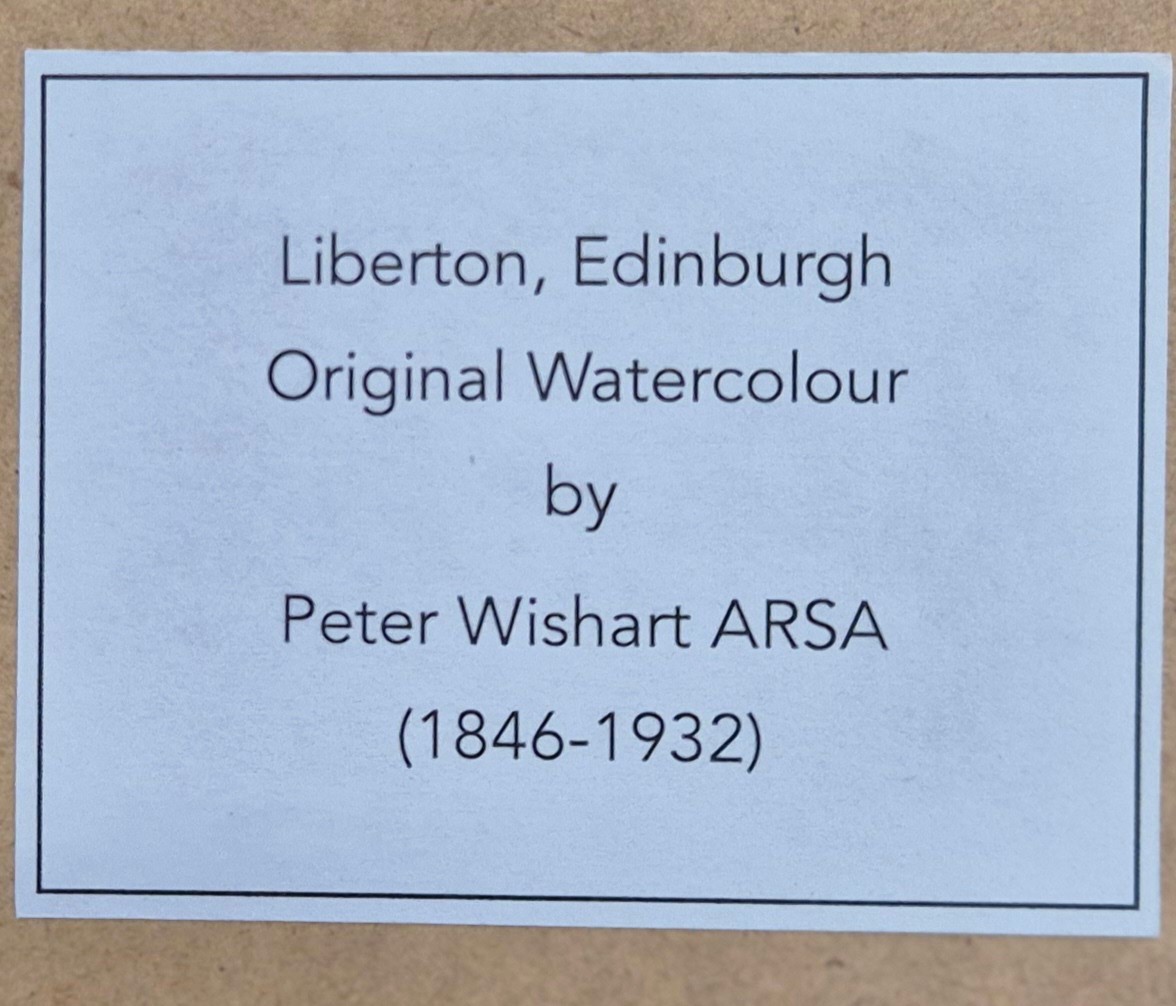 Liberton, Edinburgh
Original Watercolour
by
Peter Wishart ARSA
(1846-1932)